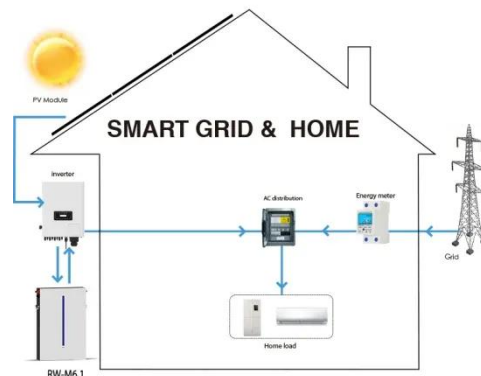 PV Module
SMART GRID & HOME
inverter
AC distribution
Energy meter
Grid
Home load
RW-M6.1